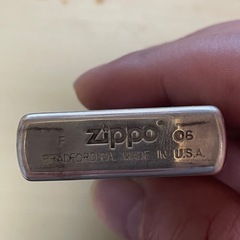 F Zippo 06
BRADFORD.PA. MADE IN U.S.A.